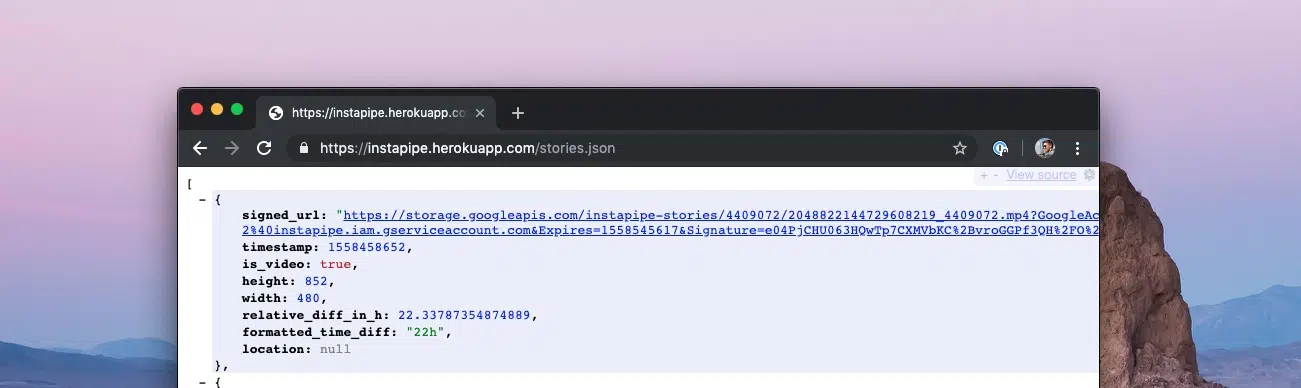 https://instapipe.herokuapp.co
https://instapipe.herokuapp.com/stories.json
+ - View source
[
- {
signed_url: "https://storage.googleapis.com/instapipe-stories/4409072/2048822144729608219_4409072.mp4?GoogleAc
2%40instapipe.iam.gserviceaccount.com&Expires=1558545617&Signature=e04PjCHU063HQwTp7CXMVbKC%2BvroGGPf3QH%2FO%2
timestamp: 1558458652,
is_video: true,
height: 852,
width: 480,
relative_diff_in_h: 22.33787354874889,
formatted_time_diff: "22h",
location: null
},
- {